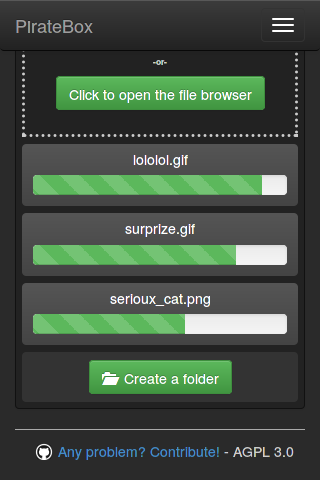 PirateBox
-or-
Click to open the file browser
lololol.gif
surprize.gif
serioux_cat.png
Create a folder
Any problem? Contribute! - AGPL 3.0